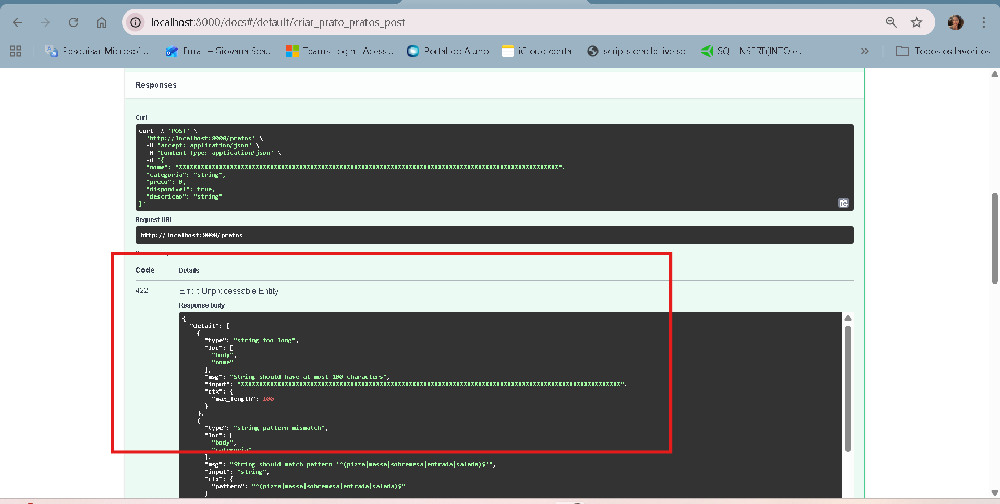 localhost:8000/docs#/default/criar_prato_pratos_post
Pesquisar Microsoft...
Email – Giovana Soa...
Teams Login | Acess...
Portal do Aluno
iCloud conta
scripts oracle live sql
SQL INSERT(INTO e...
»
Todos os favoritos
Responses
Curl
curl -X 'POST' \
'http://localhost:8000/pratos' \
-H 'accept: application/json' \
-H 'Content-Type: application/json' \
-d '{
"categoria": "string",
"preco": 0,
"disponivel": true,
"descricao": "string"
}'
Request URL
http://localhost:8000/pratos
Server response
Code Details
422 Error: Unprocessable Entity
Response body
{
"detail": [
{
"type": "string_too_long",
"loc": [
"body",
"nome"
],
"msg": "String should have at most 100 characters",
"ctx": {
"max_length": 100
}
},
{
"type": "string_pattern_mismatch",
"loc": [
"body",
"categoria"
],
"msg": "String should match pattern '^(pizza|massa|sobremesa|entrada|salada)$'",
"input": "string",
"ctx": {
"pattern": "^(pizza|massa|sobremesa|entrada|salada)$"
}